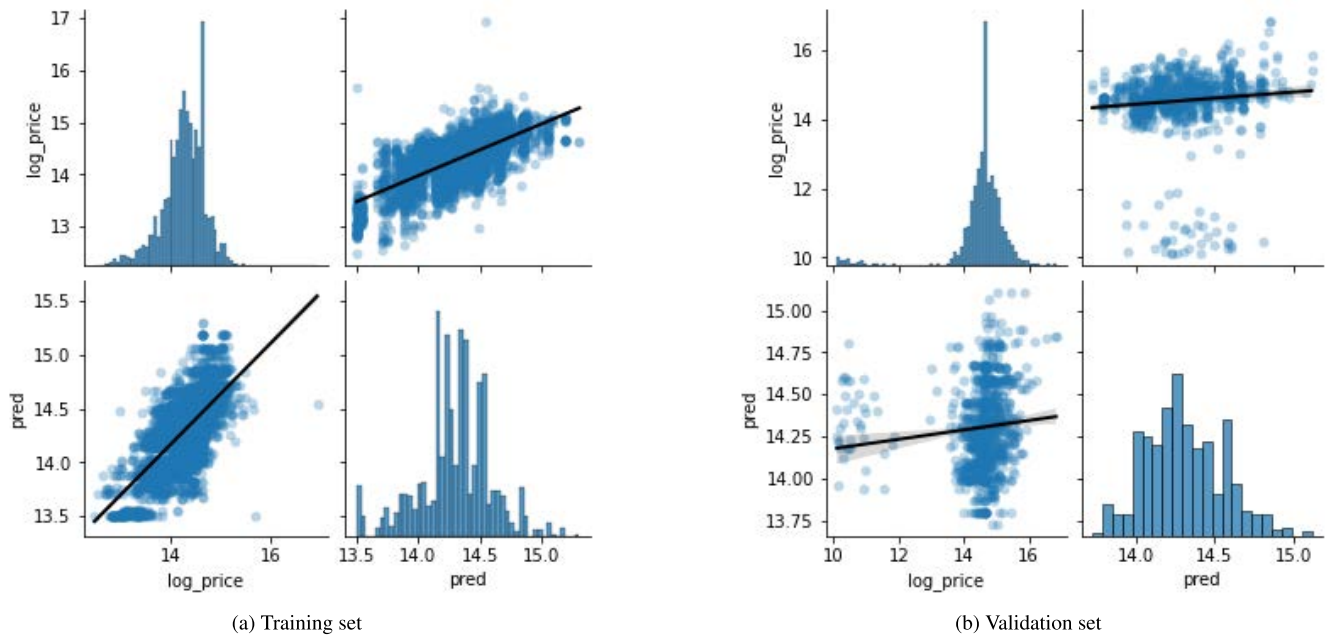 17
16
15
14
13
log_price
16
14
12
10
log_price
15.5
15.0
14.5
14.0
13.5
pred
14 16
log_price
13.5 14.0 14.5 15.0
pred
15.00
14.75
14.50
14.25
14.00
13.75
pred
10 12 14 16
log_price
14.0 14.5 15.0
pred
(a) Training set
(b) Validation set